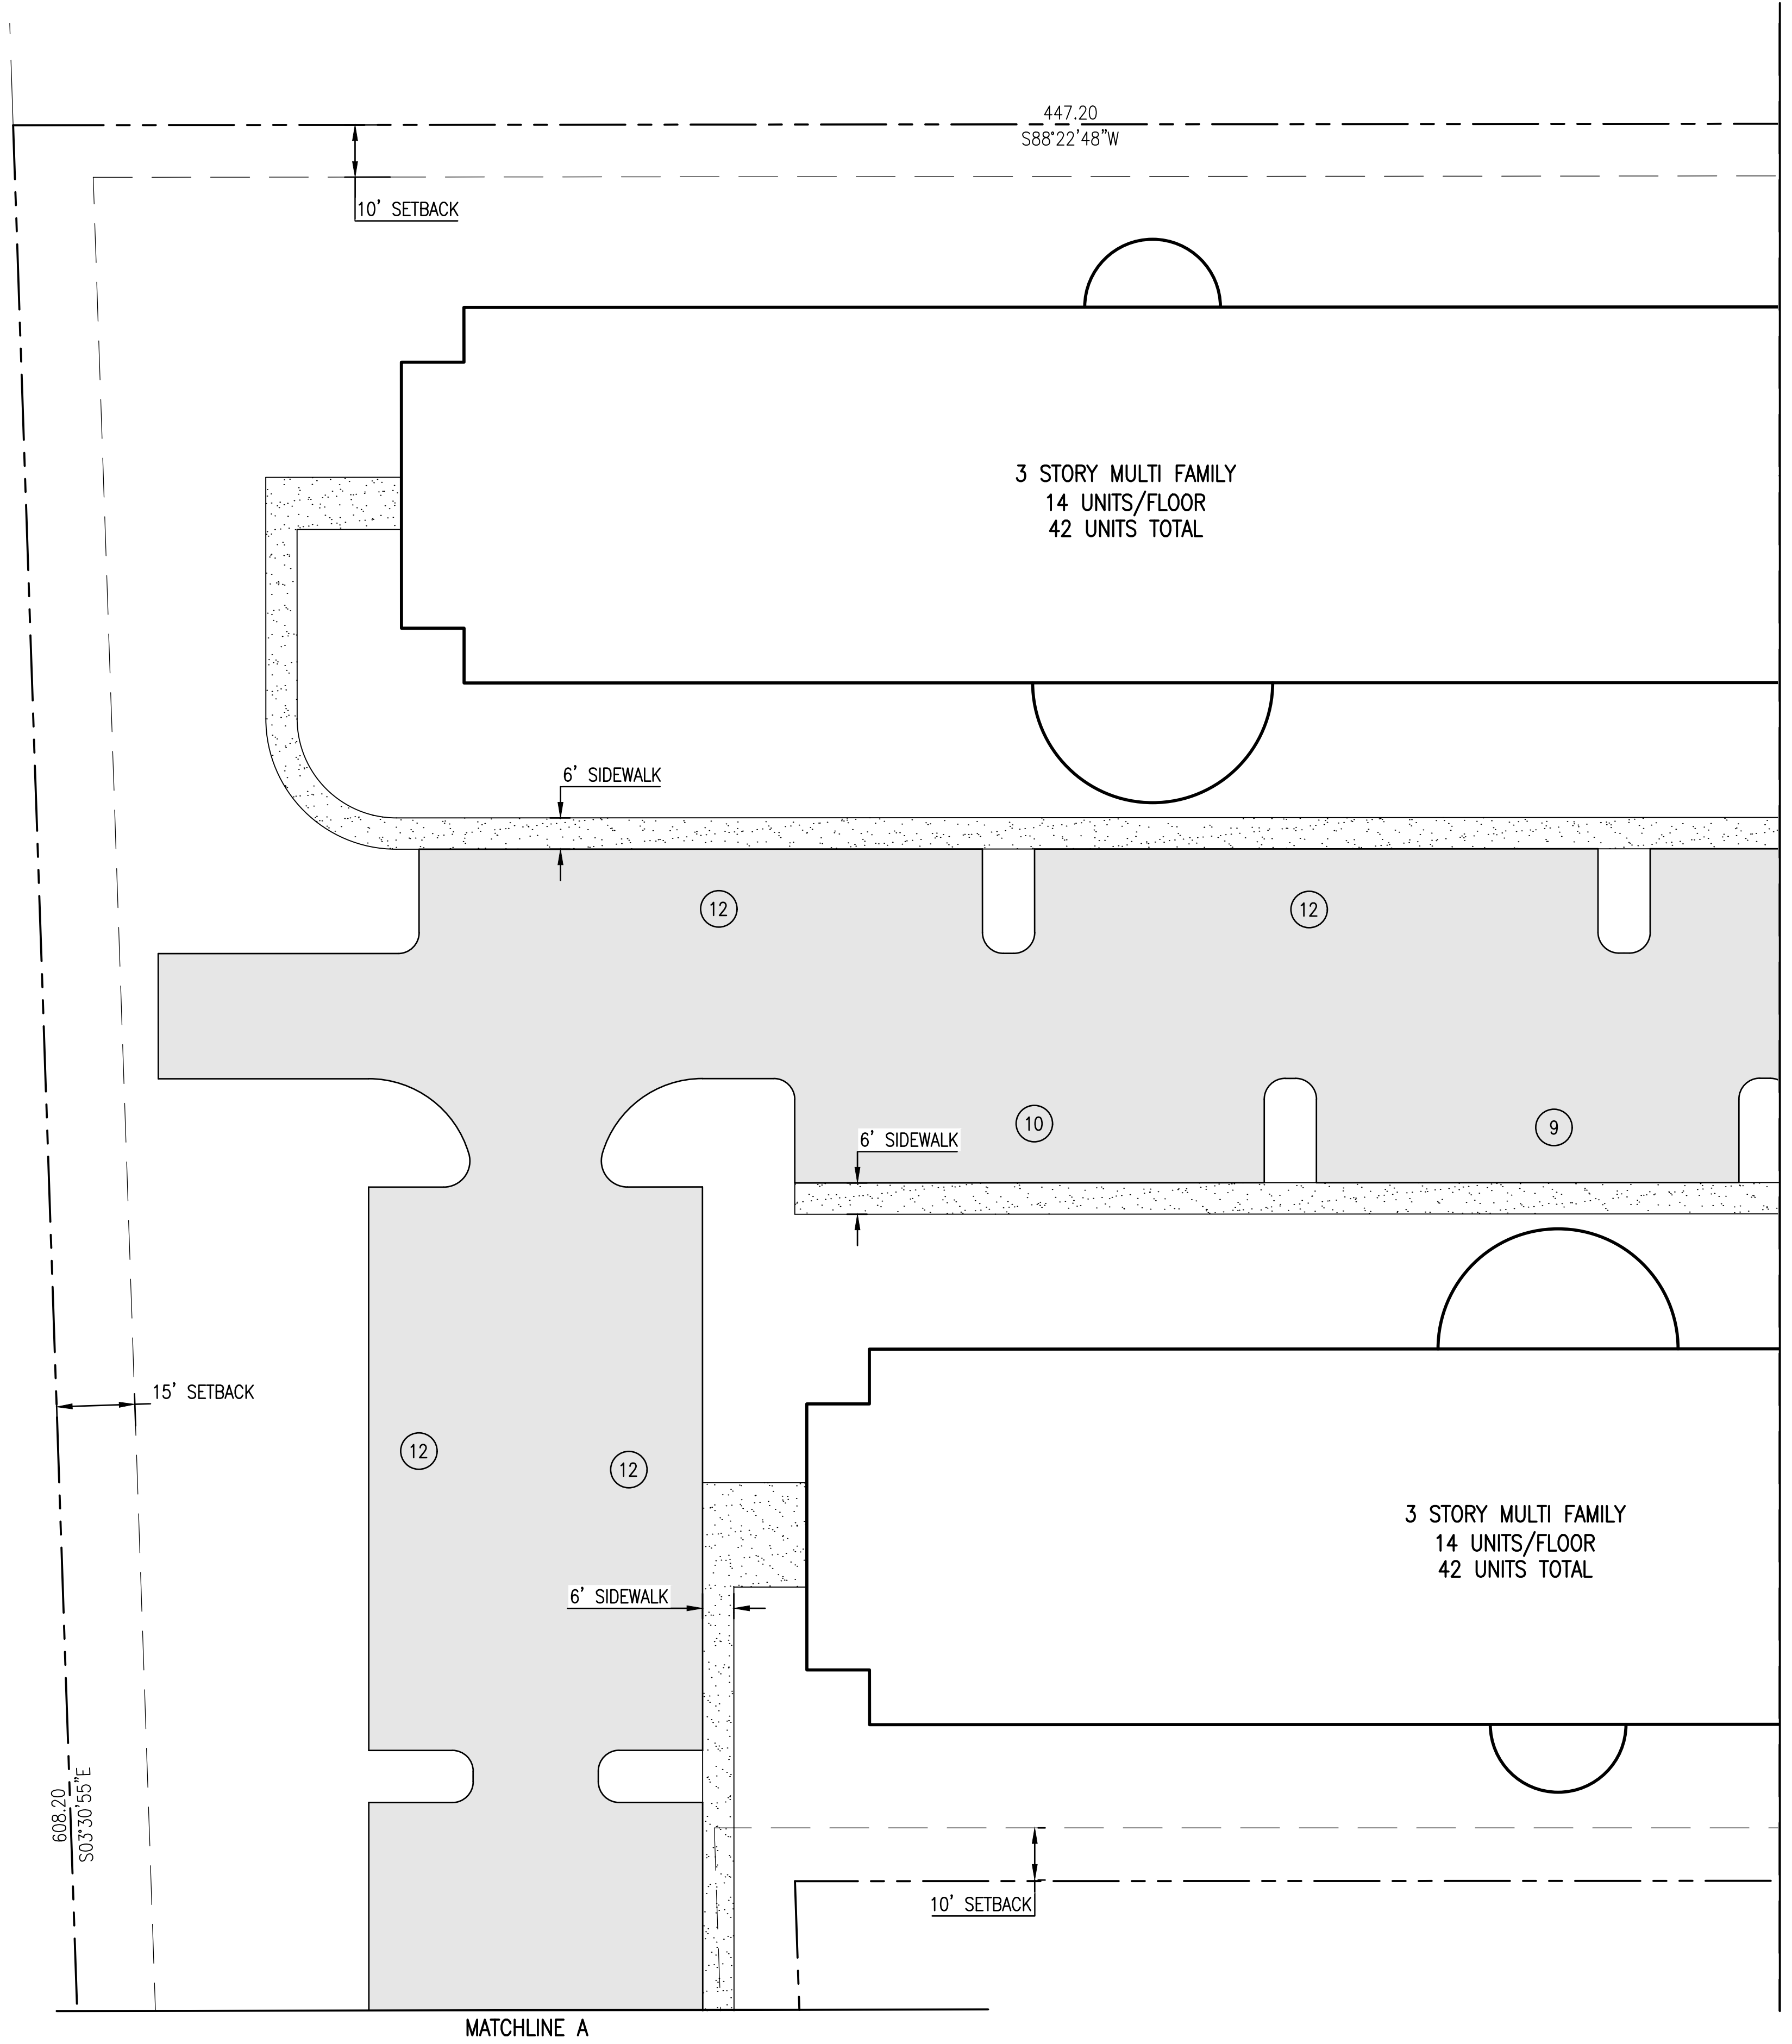 447.20
S88°22'48"W
10' SETBACK
3 STORY MULTI FAMILY
14 UNITS/FLOOR
42 UNITS TOTAL
6' SIDEWALK
12
12
10
9
6' SIDEWALK
15' SETBACK
12
12
3 STORY MULTI FAMILY
14 UNITS/FLOOR
42 UNITS TOTAL
6' SIDEWALK
608.20
S03°30'55"E
10' SETBACK
MATCHLINE A